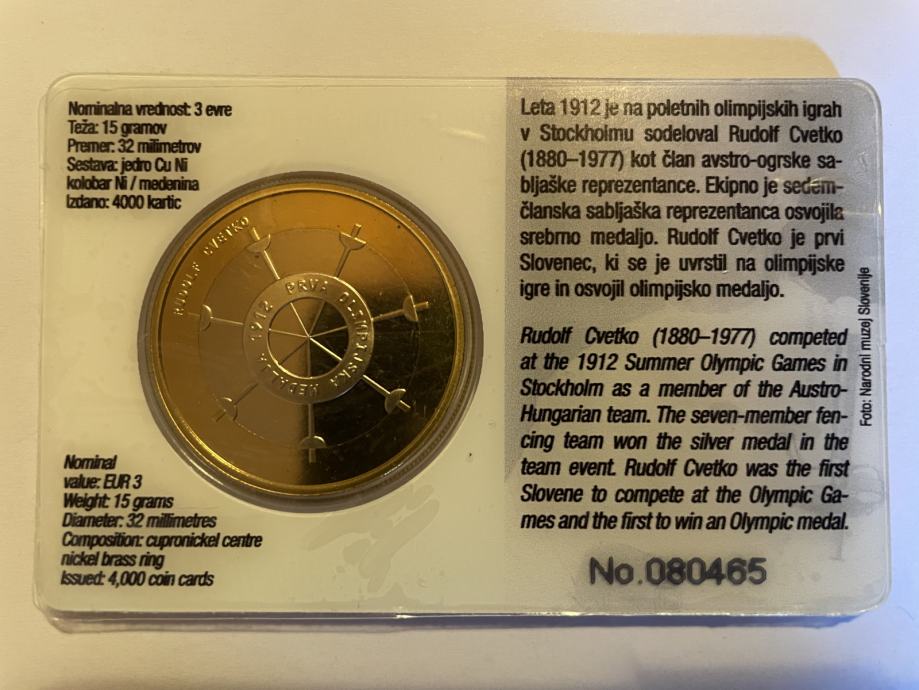 Nominalna vrednost: 3 evre
Teža: 15 gramov
Premer: 32 milimetrov
Sestava: jedro Cu Ni
kolobar Ni / medenina
Izdano: 4000 kartic
RUDOLF CVETKO
1912 PRVA OLIMPIJSKA MEDALJA
Nominal
value: EUR 3
Weight: 15 grams
Diameter: 32 millimetres
Composition: cupronickel centre
nickel brass ring
Issued: 4,000 coin cards
Leta 1912 je na poletnih olimpijskih igrah
v Stockholmu sodeloval Rudolf Cvetko
(1880–1977) kot član avstro-ogrske sa-
bljaške reprezentance. Ekipno je sedem-
članska sabljaška reprezentanca osvojila
srebrno medaljo. Rudolf Cvetko je prvi
Slovenec, ki se je uvrstil na olimpijske
igre in osvojil olimpijsko medaljo.
Rudolf Cvetko (1880–1977) competed
at the 1912 Summer Olympic Games in
Stockholm as a member of the Austro-
Hungarian team. The seven-member fen-
cing team won the silver medal in the
team event. Rudolf Cvetko was the first
Slovene to compete at the Olympic Ga-
mes and the first to win an Olympic medal.
Foto: Narodni muzej Slovenije
No.080465